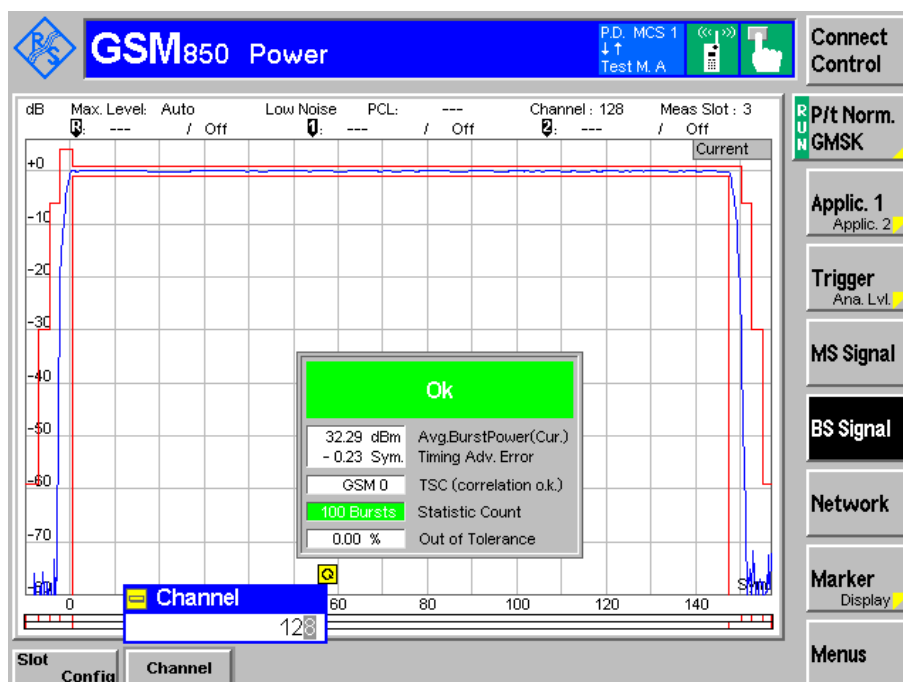 R&S
GSM850 Power
P.D. MCS 1
Test M. A
Connect
Control
dB Max. Level: Auto Low Noise PCL: --- Channel : 128 Meas Slot : 3
R: --- / Off 1: --- / Off 2: --- / Off
RUN
P/t Norm.
GMSK
Current
+0
-10
-20
-30
-40
-50
-60
-70
Applic. 1
Applic. 2
Trigger
Ana. Lvl.
MS Signal
BS Signal
Network
Marker
Display
Menus
Ok
32.29 dBm Avg.BurstPower(Cur.)
- 0.23 Sym. Timing Adv. Error
GSM 0 TSC (correlation o.k.)
100 Bursts Statistic Count
0.00 % Out of Tolerance
0 60 80 100 120 140
Channel
128
Slot
Config
Channel